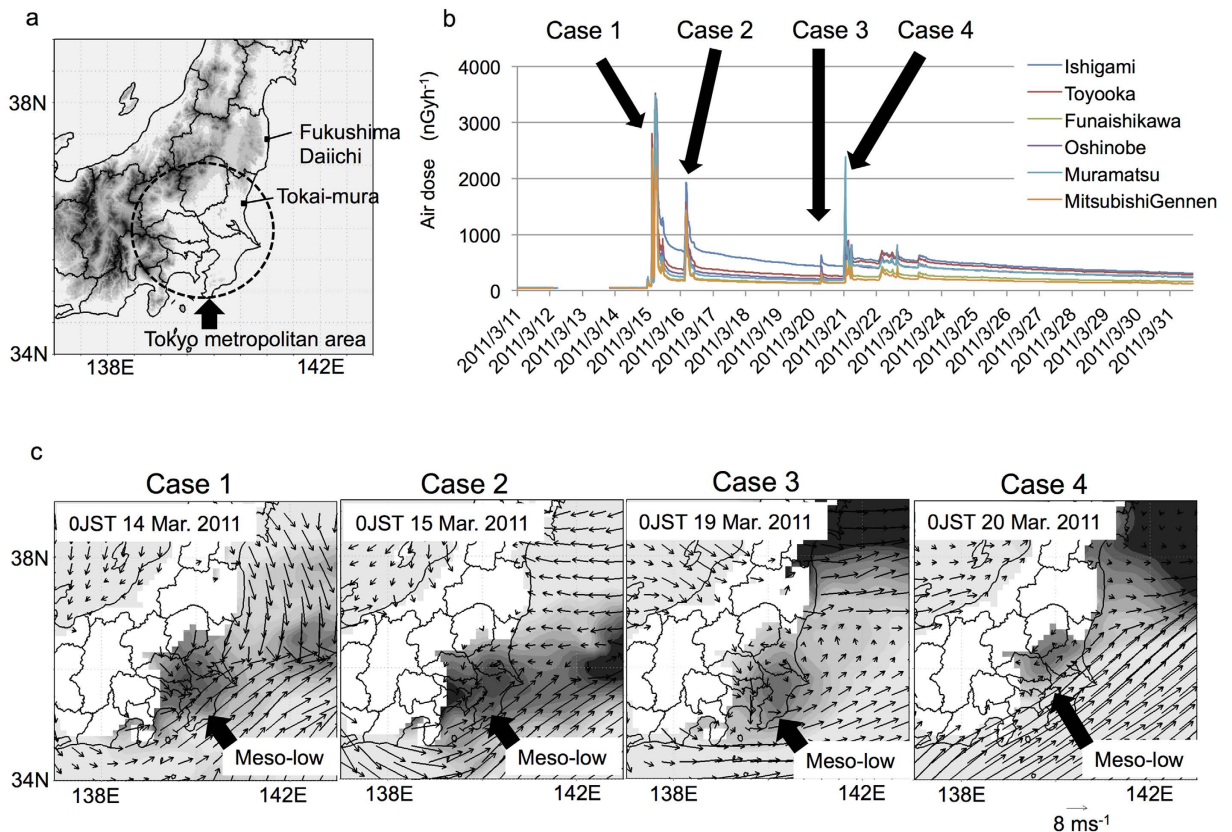 a
38N
Fukushima
Daiichi
Tokai-mura
Tokyo metropolitan area
34N
138E
142E
b
Case 1
Case 2
Case 3
Case 4
Air dose (nGyh⁻¹)
4000
3000
2000
1000
0
2011/3/11
2011/3/12
2011/3/13
2011/3/14
2011/3/15
2011/3/16
2011/3/17
2011/3/18
2011/3/19
2011/3/20
2011/3/21
2011/3/22
2011/3/23
2011/3/24
2011/3/25
2011/3/26
2011/3/27
2011/3/28
2011/3/29
2011/3/30
2011/3/31
Ishigami
Toyooka
Funaishikawa
Oshinobe
Muramatsu
MitsubishiGennen
c
Case 1
Case 2
Case 3
Case 4
0JST 14 Mar. 2011
0JST 15 Mar. 2011
0JST 19 Mar. 2011
0JST 20 Mar. 2011
38N
Meso-low
Meso-low
Meso-low
Meso-low
34N
138E
142E
138E
142E
138E
142E
138E
142E
8 ms⁻¹